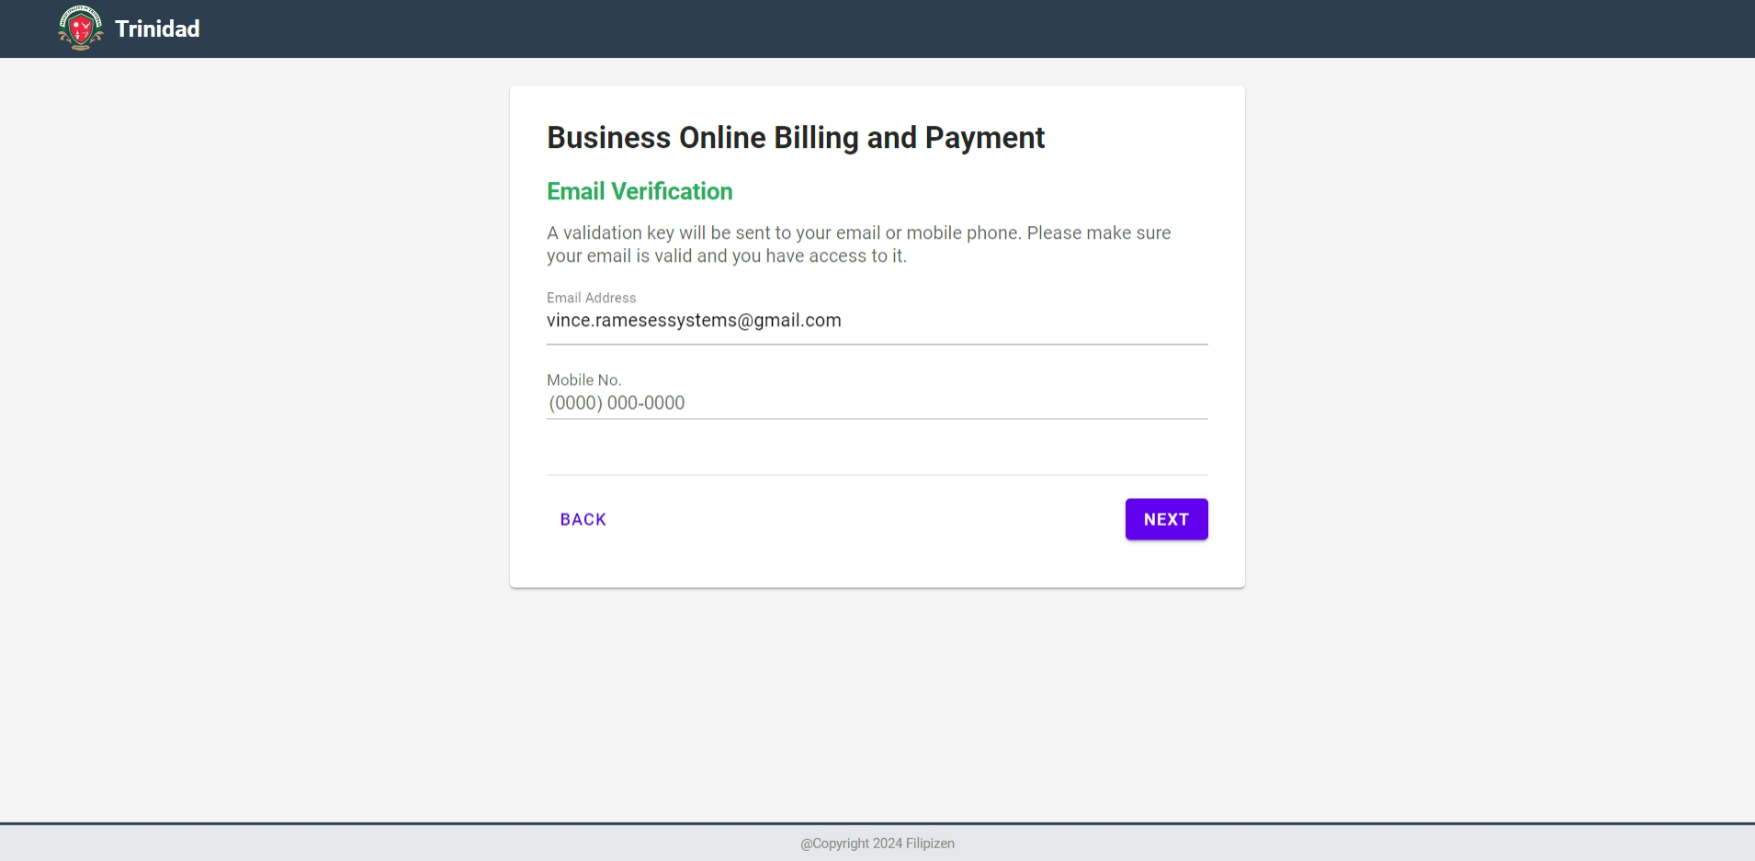 Trinidad
Business Online Billing and Payment
Email Verification
A validation key will be sent to your email or mobile phone. Please make sure
your email is valid and you have access to it.
Email Address
vince.ramesessystems@gmail.com
Mobile No.
(0000) 000-0000
BACK
NEXT
@Copyright 2024 Filipizen